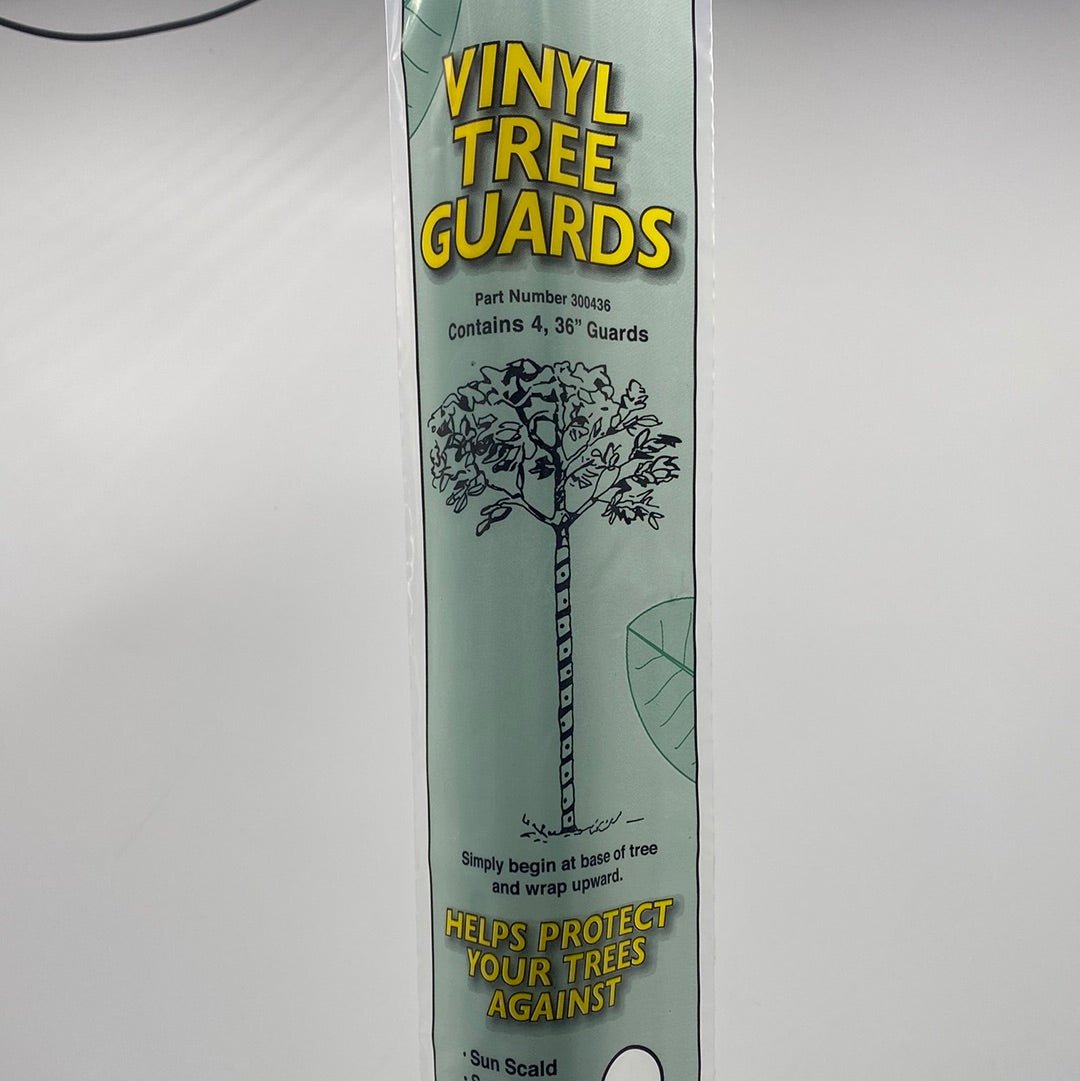 VINYL
TREE
GUARDS
Part Number 300436
Contains 4, 36” Guards
Simply begin at base of tree
and wrap upward.
HELPS PROTECT
YOUR TREES
AGAINST
· Sun Scald